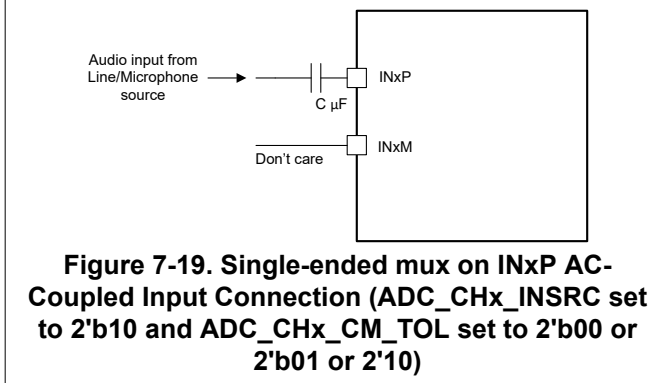 Audio input from
Line/Microphone
source
C µF
INxP
INxM
Don't care
Figure 7-19. Single-ended mux on INxP AC-
Coupled Input Connection (ADC_CHx_INSRC set
to 2'b10 and ADC_CHx_CM_TOL set to 2'b00 or
2'b01 or 2'10)